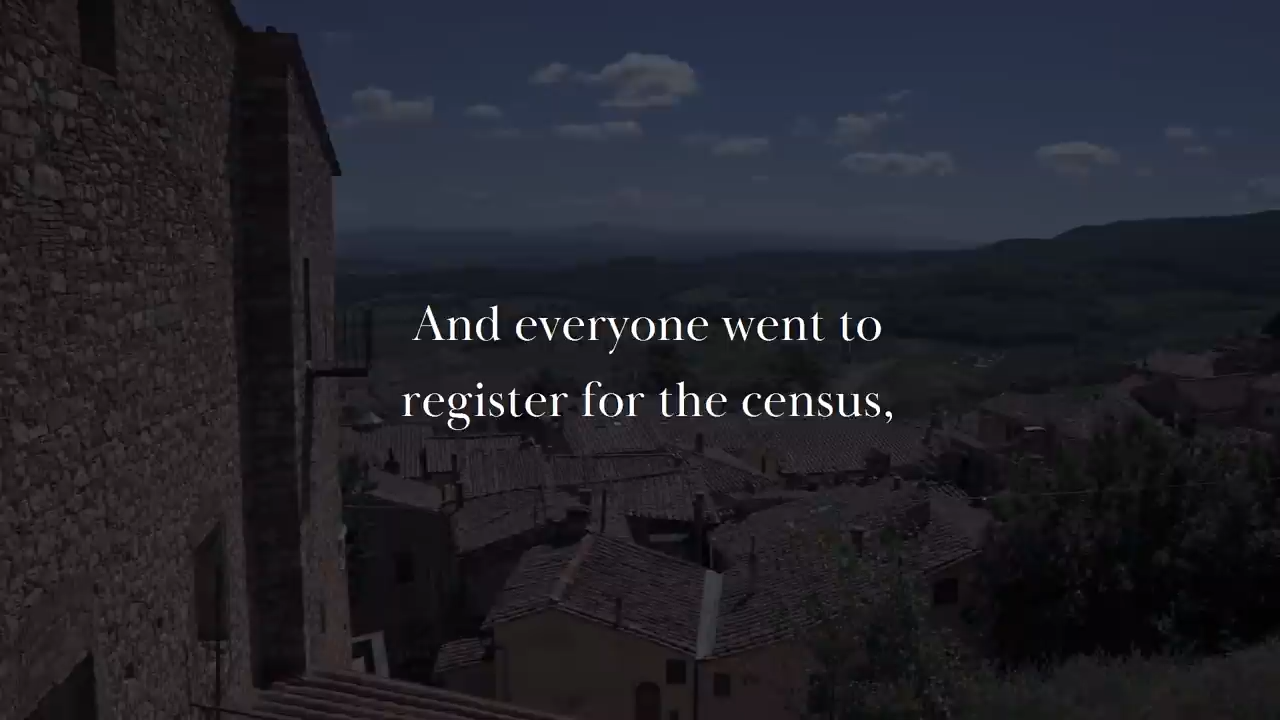 And everyone went to
register for the census,